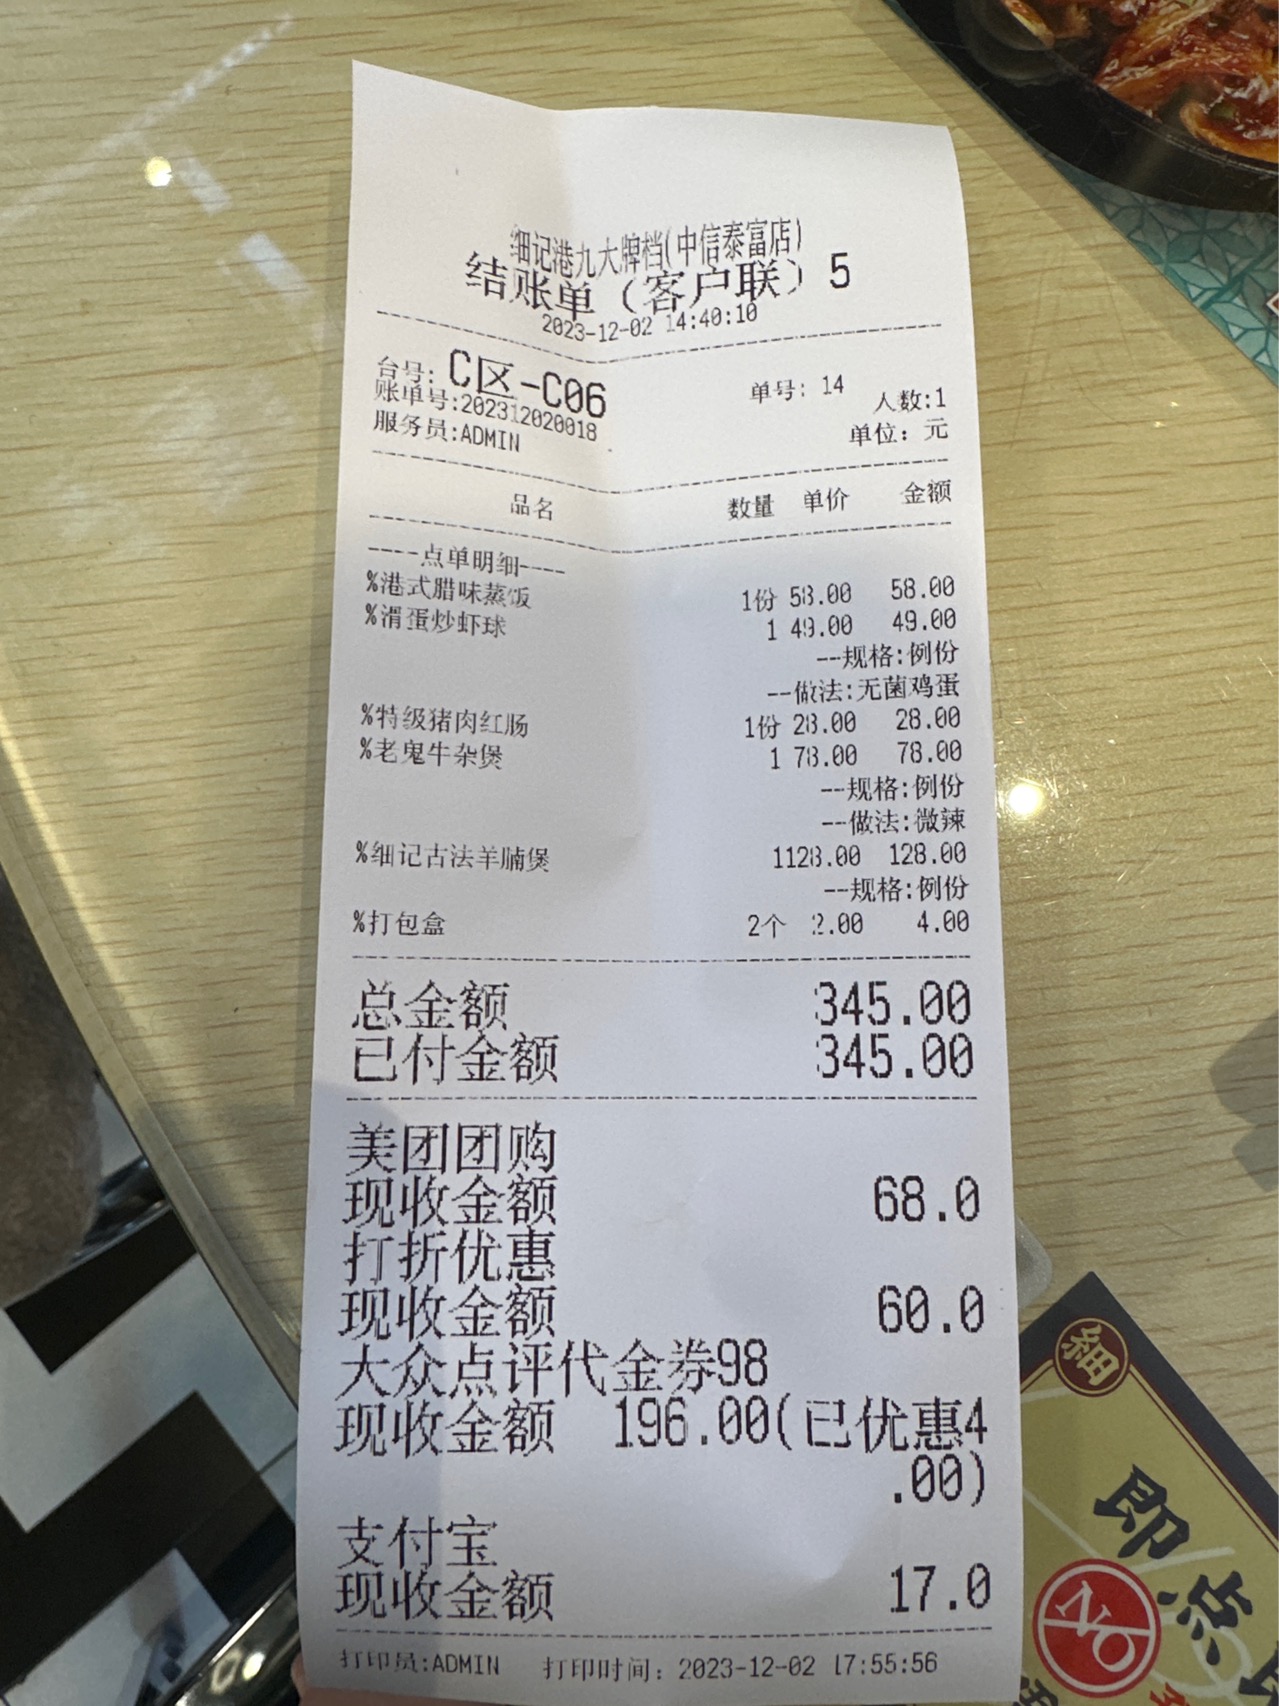 细记港九大牌档(中信泰富店)
结账单（客户联）5
2023-12-02 14:40:10
台号: C区-C06 单号: 14
账单号:202312020018 人数:1
服务员:ADMIN 单位: 元
品名 数量 单价 金额
----点单明细----
%港式腊味蒸饭 1份 58.00 58.00
%滑蛋炒虾球 1 49.00 49.00
--规格:例份
--做法:无菌鸡蛋
%特级猪肉红肠 1份 28.00 28.00
%老鬼牛杂煲 1 78.00 78.00
--规格:例份
--做法:微辣
%细记古法羊腩煲 1128.00 128.00
--规格:例份
%打包盒 2个 2.00 4.00
总金额 345.00
已付金额 345.00
美团团购
现收金额 68.0
打折优惠
现收金额 60.0
大众点评代金券98
现收金额 196.00(已优惠4
.00)
支付宝
现收金额 17.0
打印员:ADMIN 打印时间: 2023-12-02 17:55:56
細
即点
NO